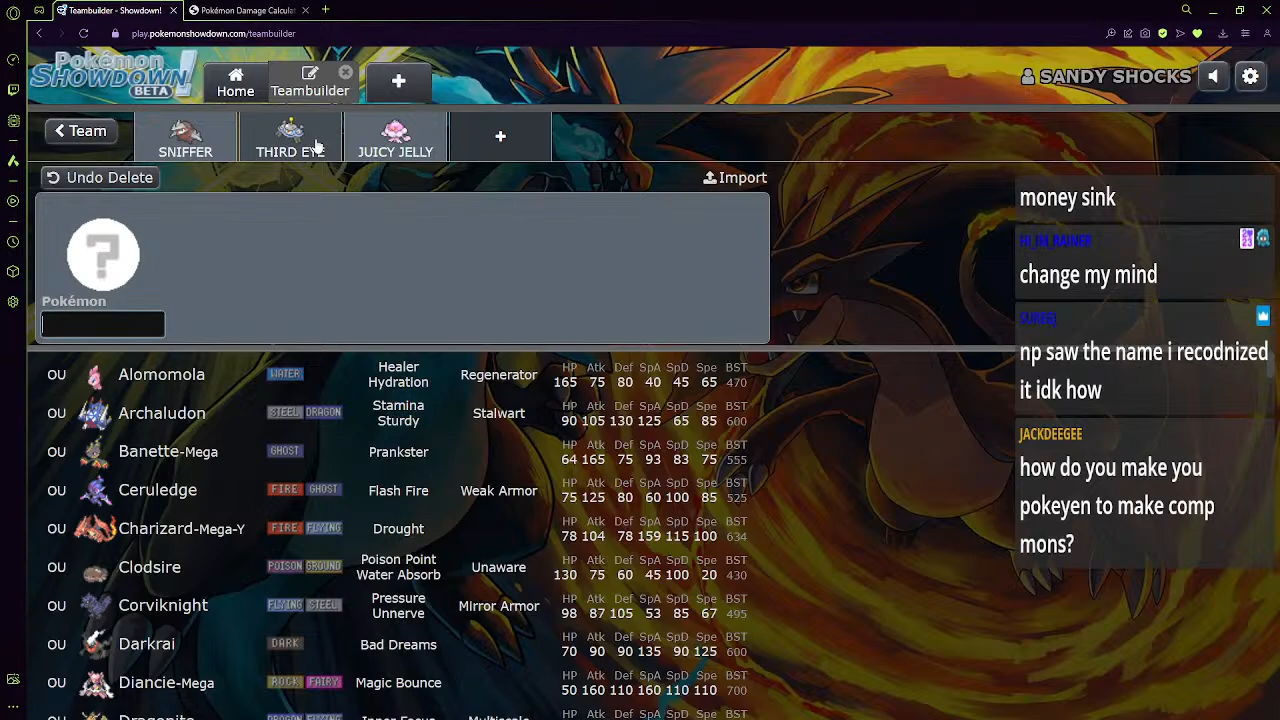 Teambuilder - Showdown!
Pokémon Damage Calculat
play.pokemonshowdown.com/teambuilder
Pokémon
SHOWDOWN!
BETA
Home
Teambuilder
SANDY SHOCKS
Team
SNIFFER
THIRD EYE
JUICY JELLY
Undo Delete
Import
Pokémon
OU Alomomola WATER Healer Hydration Regenerator HP 165 Atk 75 Def 80 SpA 40 SpD 45 Spe 65 BST 470
OU Archaludon STEEL DRAGON Stamina Sturdy Stalwart HP 90 Atk 105 Def 130 SpA 125 SpD 65 Spe 85 BST 600
OU Banette-Mega GHOST Prankster HP 64 Atk 165 Def 75 SpA 93 SpD 83 Spe 75 BST 555
OU Ceruledge FIRE GHOST Flash Fire Weak Armor HP 75 Atk 125 Def 80 SpA 60 SpD 100 Spe 85 BST 525
OU Charizard-Mega-Y FIRE FLYING Drought HP 78 Atk 104 Def 78 SpA 159 SpD 115 Spe 100 BST 634
OU Clodsire POISON GROUND Poison Point Water Absorb Unaware HP 130 Atk 75 Def 60 SpA 45 SpD 100 Spe 20 BST 430
OU Corviknight FLYING STEEL Pressure Unnerve Mirror Armor HP 98 Atk 87 Def 105 SpA 53 SpD 85 Spe 67 BST 495
OU Darkrai DARK Bad Dreams HP 70 Atk 90 Def 90 SpA 135 SpD 90 Spe 125 BST 600
OU Diancie-Mega ROCK FAIRY Magic Bounce HP 50 Atk 160 Def 110 SpA 160 SpD 110 Spe 110 BST 700
money sink
change my mind
np saw the name i recodnized
it idk how
JACKDEEGEE
how do you make you
pokeyen to make comp
mons?